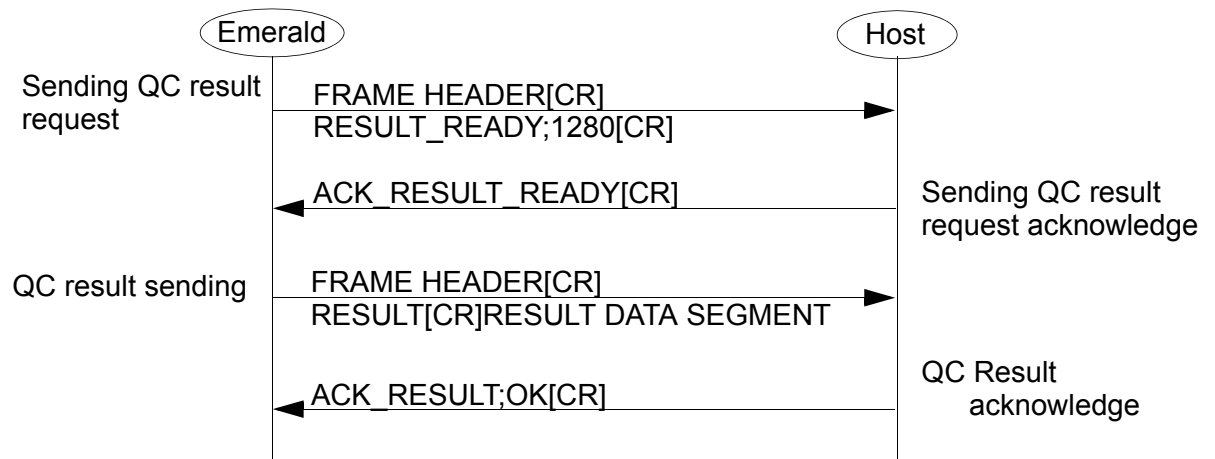 Emerald
Host
Sending QC result
request
FRAME HEADER[CR]
RESULT_READY;1280[CR]
ACK_RESULT_READY[CR]
Sending QC result
request acknowledge
QC result sending
FRAME HEADER[CR]
RESULT[CR]RESULT DATA SEGMENT
ACK_RESULT;OK[CR]
QC Result
acknowledge